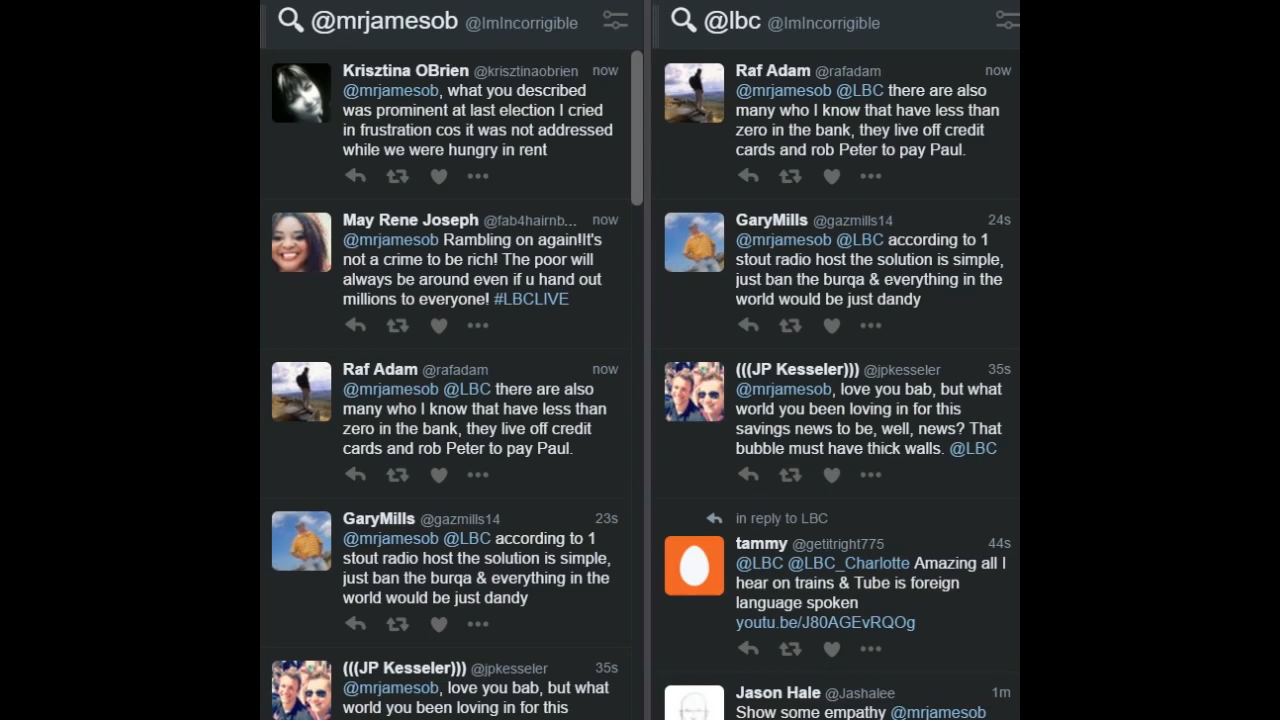 @mrjamesob @ImIncorrigible
Krisztina OBrien @krisztinaobrien now
@mrjamesob, what you described
was prominent at last election I cried
in frustration cos it was not addressed
while we were hungry in rent
May Rene Joseph @fab4hairnb... now
@mrjamesob Rambling on again!It's
not a crime to be rich! The poor will
always be around even if u hand out
millions to everyone! #LBCLIVE
Raf Adam @rafadam now
@mrjamesob @LBC there are also
many who I know that have less than
zero in the bank, they live off credit
cards and rob Peter to pay Paul.
GaryMills @gazmills14 23s
@mrjamesob @LBC according to 1
stout radio host the solution is simple,
just ban the burqa & everything in the
world would be just dandy
(((JP Kesseler))) @jpkesseler 35s
@mrjamesob, love you bab, but what
world you been loving in for this
@lbc @ImIncorrigible
Raf Adam @rafadam now
@mrjamesob @LBC there are also
many who I know that have less than
zero in the bank, they live off credit
cards and rob Peter to pay Paul.
GaryMills @gazmills14 24s
@mrjamesob @LBC according to 1
stout radio host the solution is simple,
just ban the burqa & everything in the
world would be just dandy
(((JP Kesseler))) @jpkesseler 35s
@mrjamesob, love you bab, but what
world you been loving in for this
savings news to be, well, news? That
bubble must have thick walls. @LBC
in reply to LBC
tammy @getitright775 44s
@LBC @LBC_Charlotte Amazing all I
hear on trains & Tube is foreign
language spoken
youtu.be/J80AGEvRQOg
Jason Hale @Jashalee 1m
Show some empathy @mrjamesob